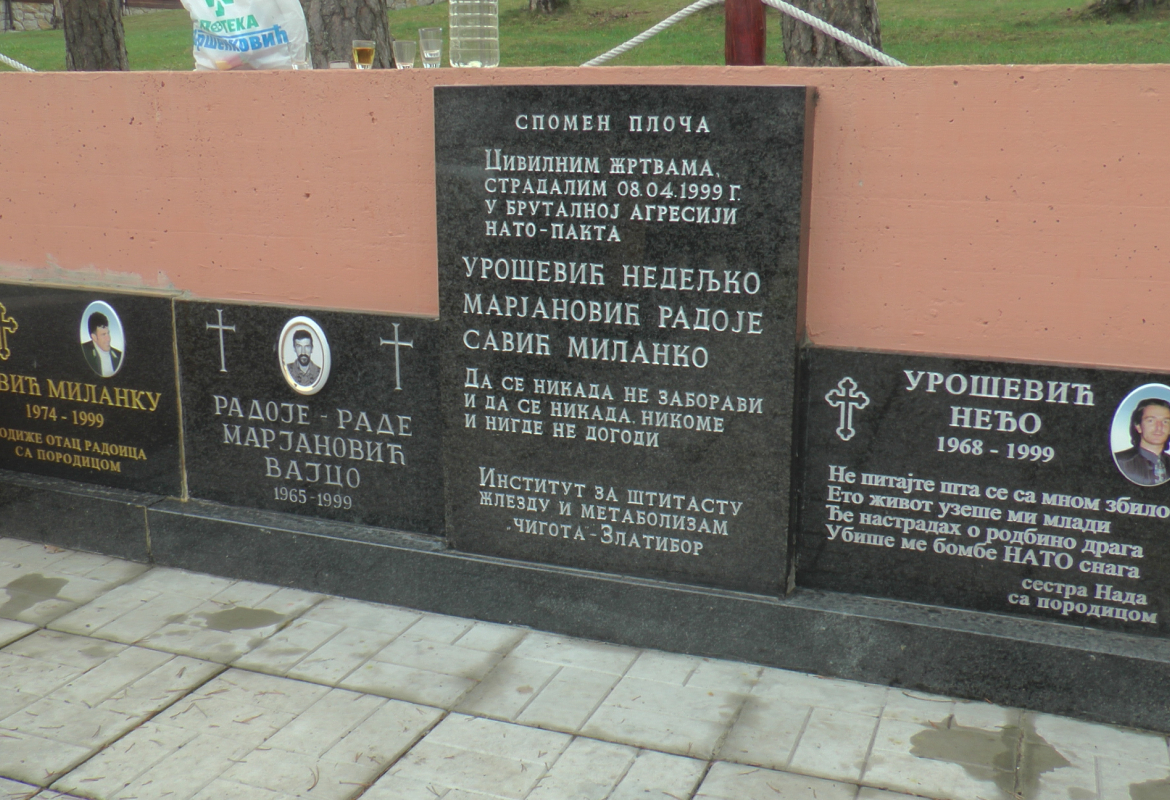 СПОМЕН ПЛОЧА
Цивилним жртвама,
страдалим 08.04.1999 г.
у бруталној агресији
НАТО-пакта
УРОШЕВИЋ НЕДЕЉКО
МАРЈАНОВИЋ РАДОЈЕ
САВИЋ МИЛАНКО
Да се никада не заборави
и да се никада, никоме
и нигде не догоди
Институт за штитасту
жлезду и метаболизам
"Чигота"-Златибор
ВИЋ МИЛАНКУ
1974 - 1999
ОДИЖЕ ОТАЦ РАДОИЦА
СА ПОРОДИЦОМ
РАДОЈЕ - РАДЕ
МАРЈАНОВИЋ
ВАЈЦО
1965-1999
УРОШЕВИЋ
НЕЂО
1968 - 1999
Не питајте шта се са мном збило
Ето живот узеше ми млади
Ђе настрадах о родбино драга
Убише ме бомбе НАТО снага
сестра Нада
са породицом